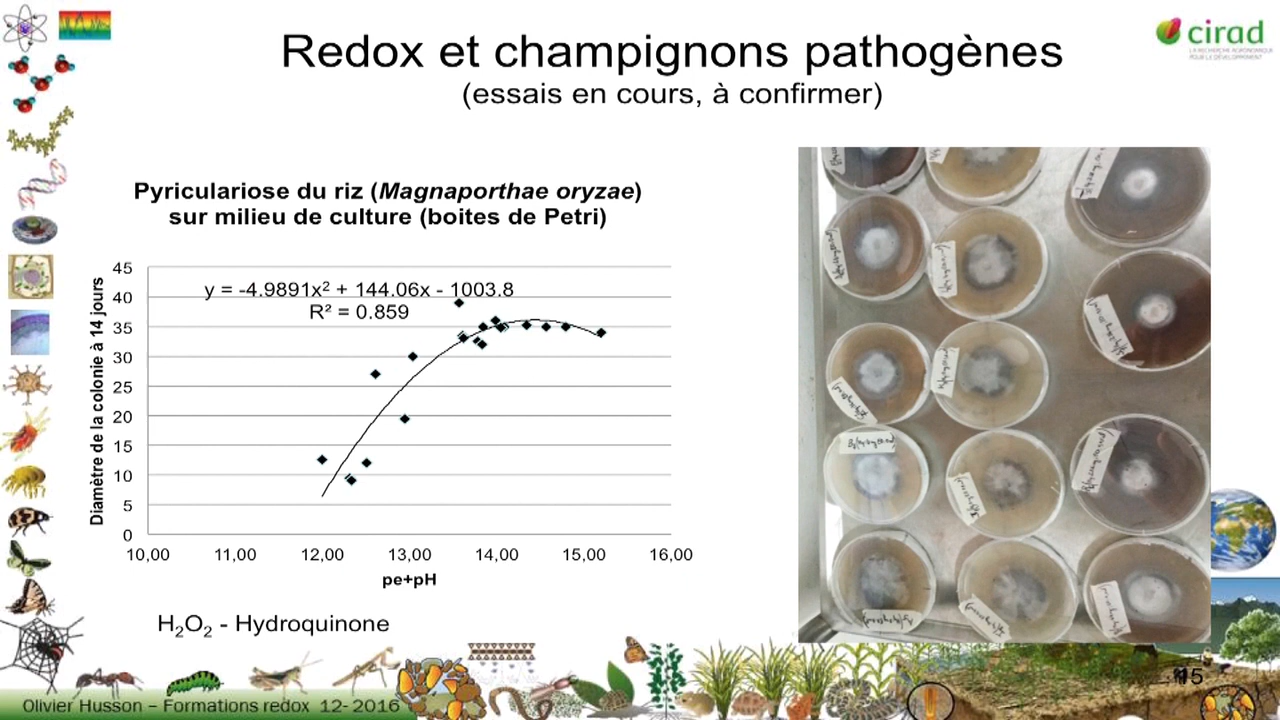 Redox et champignons pathogènes
(essais en cours, à confirmer)
cirad
LA RECHERCHE AGRONOMIQUE
POUR LE DÉVELOPPEMENT
Pyriculariose du riz (Magnaporthae oryzae)
sur milieu de culture (boites de Petri)
Diamètre de la colonie à 14 jours
45
40
35
30
25
20
15
10
5
0
y = -4.9891x² + 144.06x - 1003.8
R² = 0.859
10,00 11,00 12,00 13,00 14,00 15,00 16,00
pe+pH
H₂O₂ - Hydroquinone
Olivier Husson – Formations redox 12- 2016